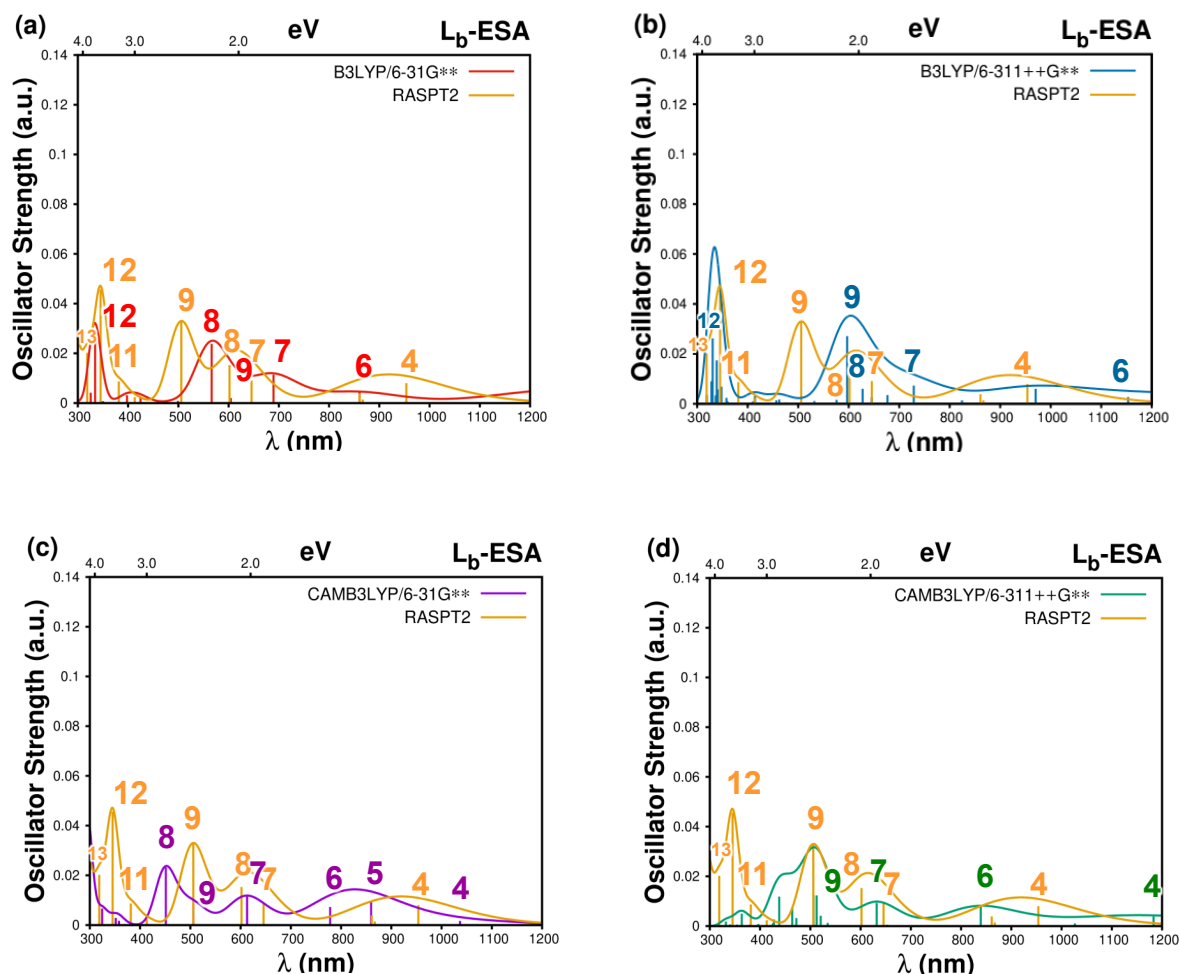 (a) eV L_b-ESA
4.0 3.0 2.0
0.14
0.12
0.1
0.08
0.06
0.04
0.02
0
Oscillator Strength (a.u.)
B3LYP/6-31G**
RASPT2
12
12
13
11
9
8
8
9
7
7
6
4
300 400 500 600 700 800 900 1000 1100 1200
λ (nm)
(b) eV L_b-ESA
4.0 3.0 2.0
0.14
0.12
0.1
0.08
0.06
0.04
0.02
0
Oscillator Strength (a.u.)
B3LYP/6-311++G**
RASPT2
12
12
13
11
9
9
8
8
7
7
4
6
300 400 500 600 700 800 900 1000 1100 1200
λ (nm)
(c) eV L_b-ESA
4.0 3.0 2.0
0.14
0.12
0.1
0.08
0.06
0.04
0.02
0
Oscillator Strength (a.u.)
CAMB3LYP/6-31G**
RASPT2
12
13
11
8
9
9
8
7
7
6
5
4
4
300 400 500 600 700 800 900 1000 1100 1200
λ (nm)
(d) eV L_b-ESA
4.0 3.0 2.0
0.14
0.12
0.1
0.08
0.06
0.04
0.02
0
Oscillator Strength (a.u.)
CAMB3LYP/6-311++G**
RASPT2
12
13
11
9
9
8
7
7
6
4
4
300 400 500 600 700 800 900 1000 1100 1200
λ (nm)